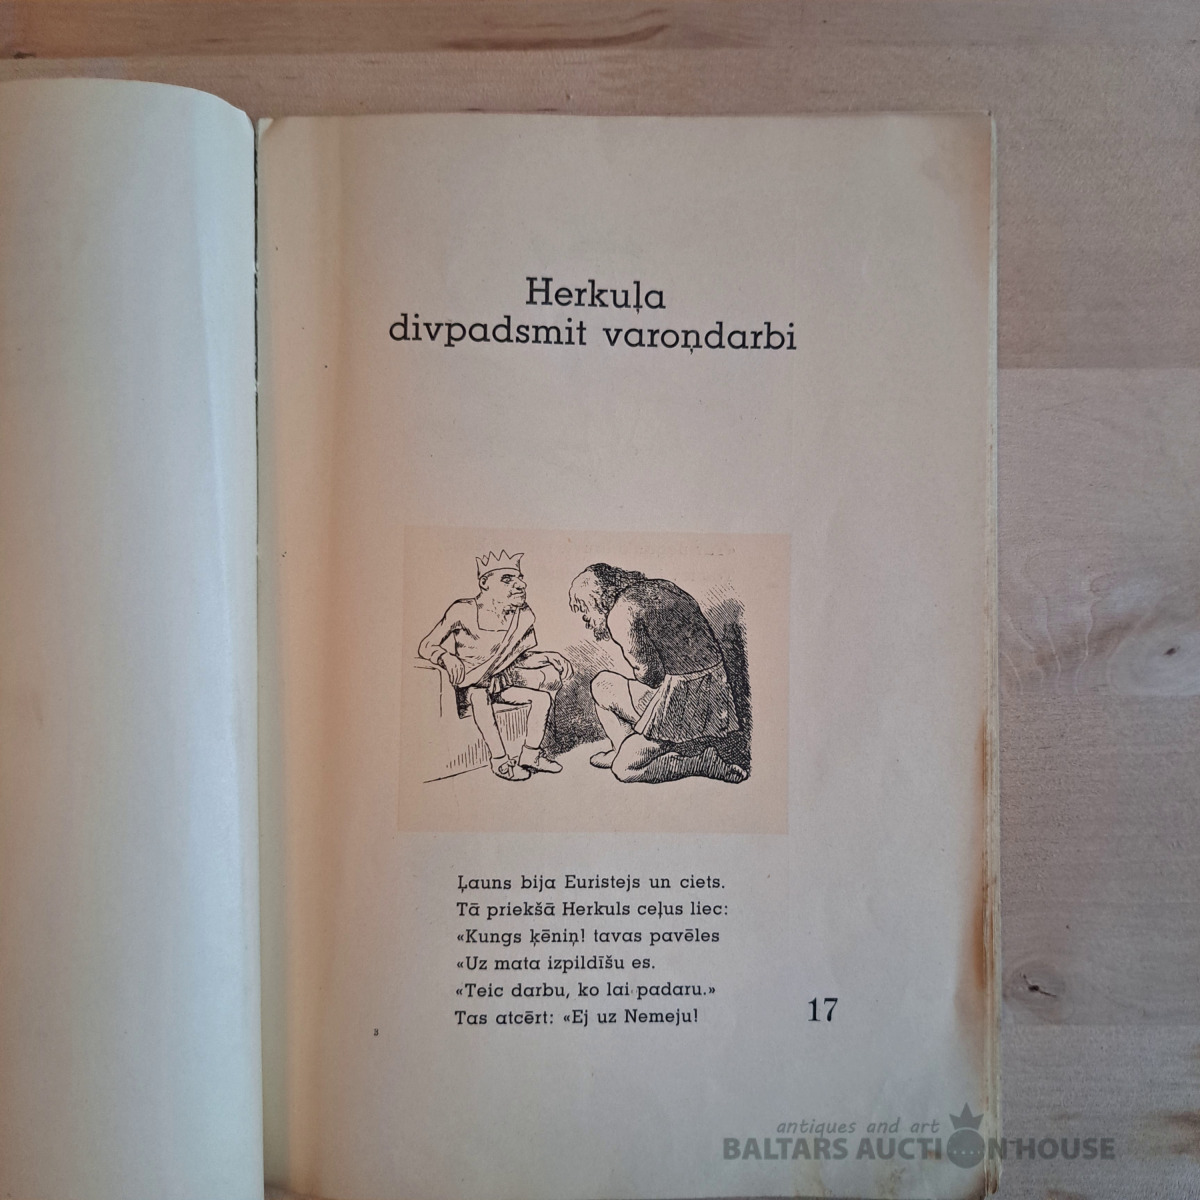 Herkuļa
divpadsmit varoņdarbi
Ļauns bija Euristejs un ciets.
Tā priekšā Herkuls ceļus liec:
«Kungs ķēniņ! tavas pavēles
«Uz mata izpildīšu es.
«Teic darbu, ko lai padaru.»
Tas atcērt: «Ej uz Nemeju!
17
3
antiques and art
BALTARS AUCTION HOUSE